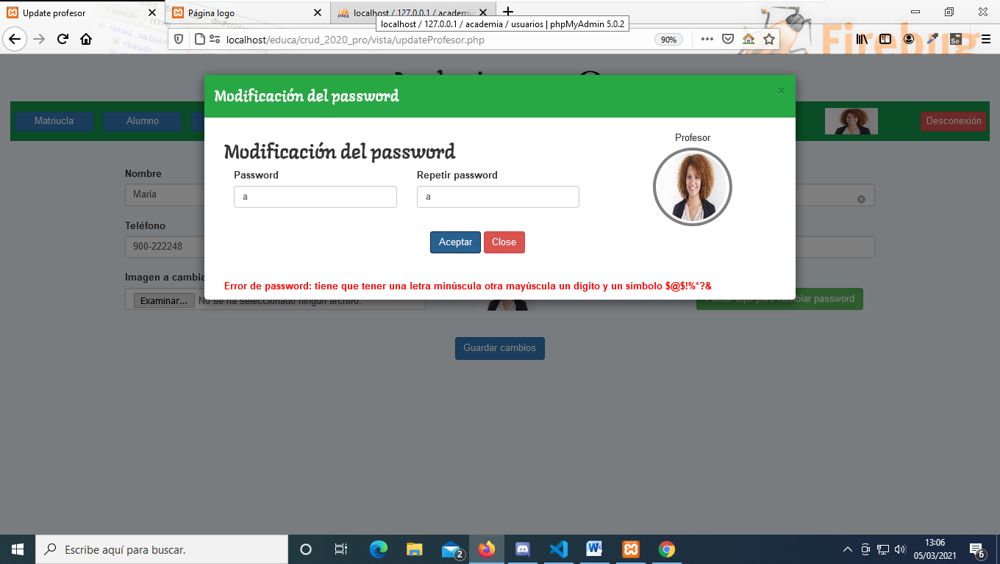 Update profesor
Página logo
localhost / 127.0.0.1 / academia
localhost / 127.0.0.1 / academia / usuarios | phpMyAdmin 5.0.2
localhost/educa/crud_2020_pro/vista/updateProfesor.php
90%
Firebug
Modificación del password
×
Matriucla
Alumno
Desconexión
Profesor
Modificación del password
Password
Repetir password
a
a
Aceptar
Close
Error de password: tiene que tener una letra minúscula otra mayúscula un dígito y un símbolo $@$!%*?&
Nombre
Maria
Teléfono
900-222248
Imagen a cambia
Examinar...
No se ha seleccionado ningún archivo.
Pulsar aquí para cambiar password
Guardar cambios
Escribe aquí para buscar.
2
13:06
05/03/2021
6